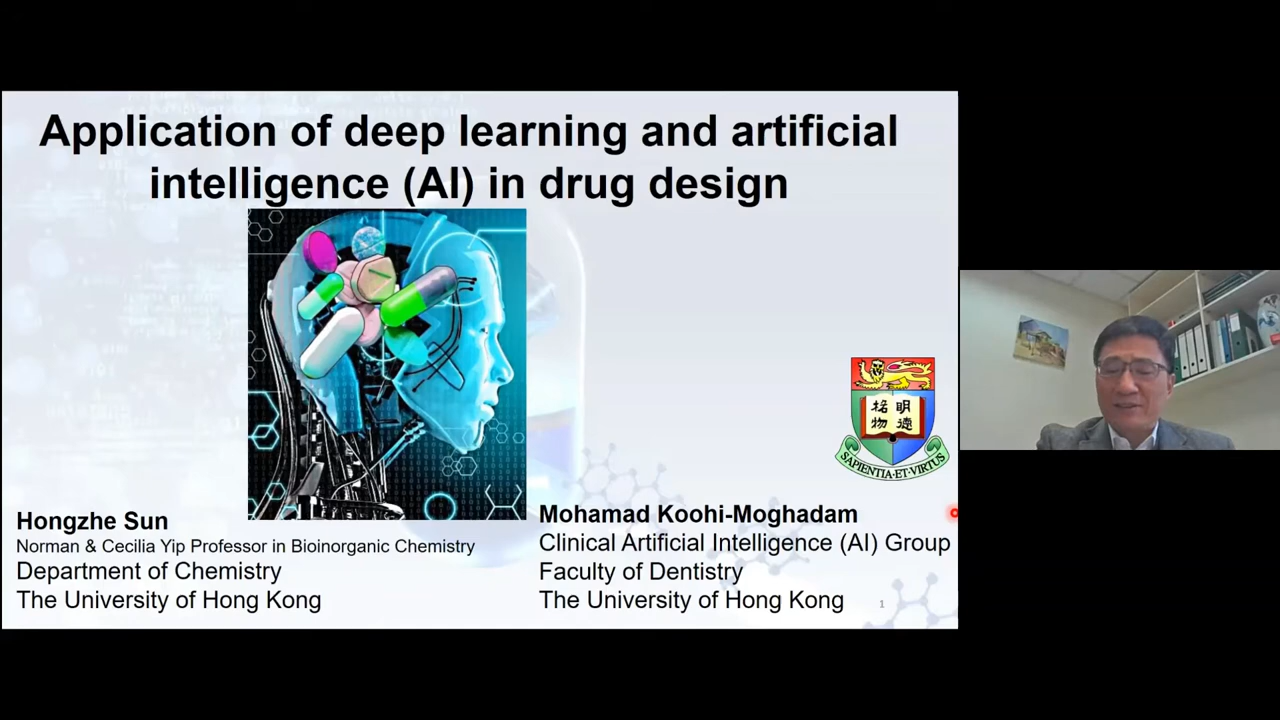 Application of deep learning and artificial
intelligence (AI) in drug design
明德
格物
SAPIENTIA·ET·VIRTUS
Hongzhe Sun
Norman & Cecilia Yip Professor in Bioinorganic Chemistry
Department of Chemistry
The University of Hong Kong
Mohamad Koohi-Moghadam
Clinical Artificial Intelligence (AI) Group
Faculty of Dentistry
The University of Hong Kong
1